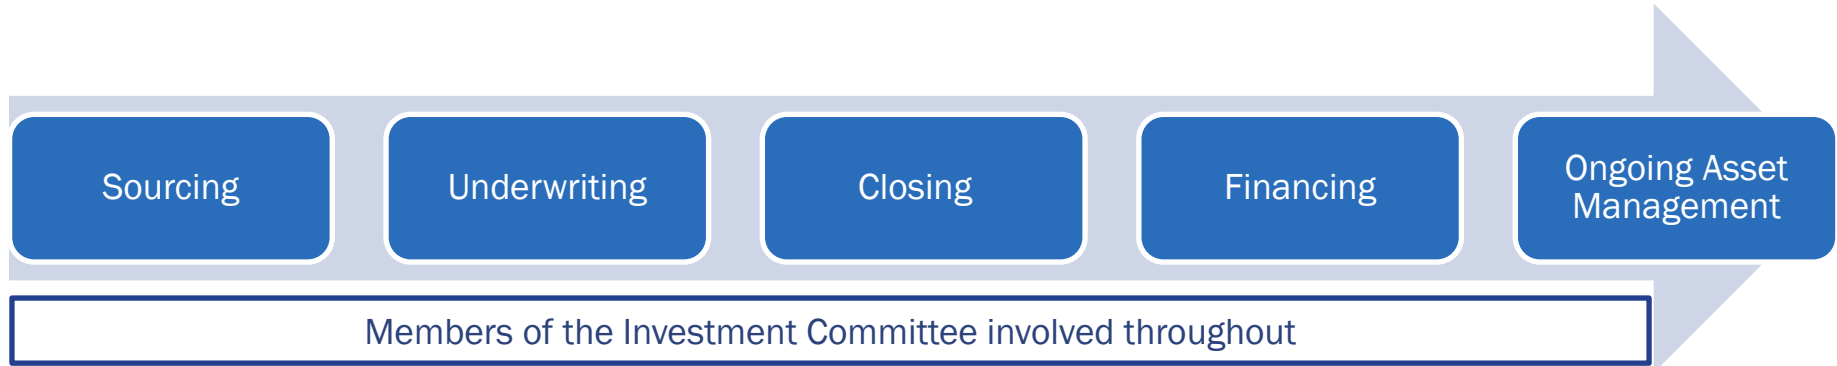 Sourcing
Underwriting
Closing
Financing
Ongoing Asset
Management
Members of the Investment Committee involved throughout